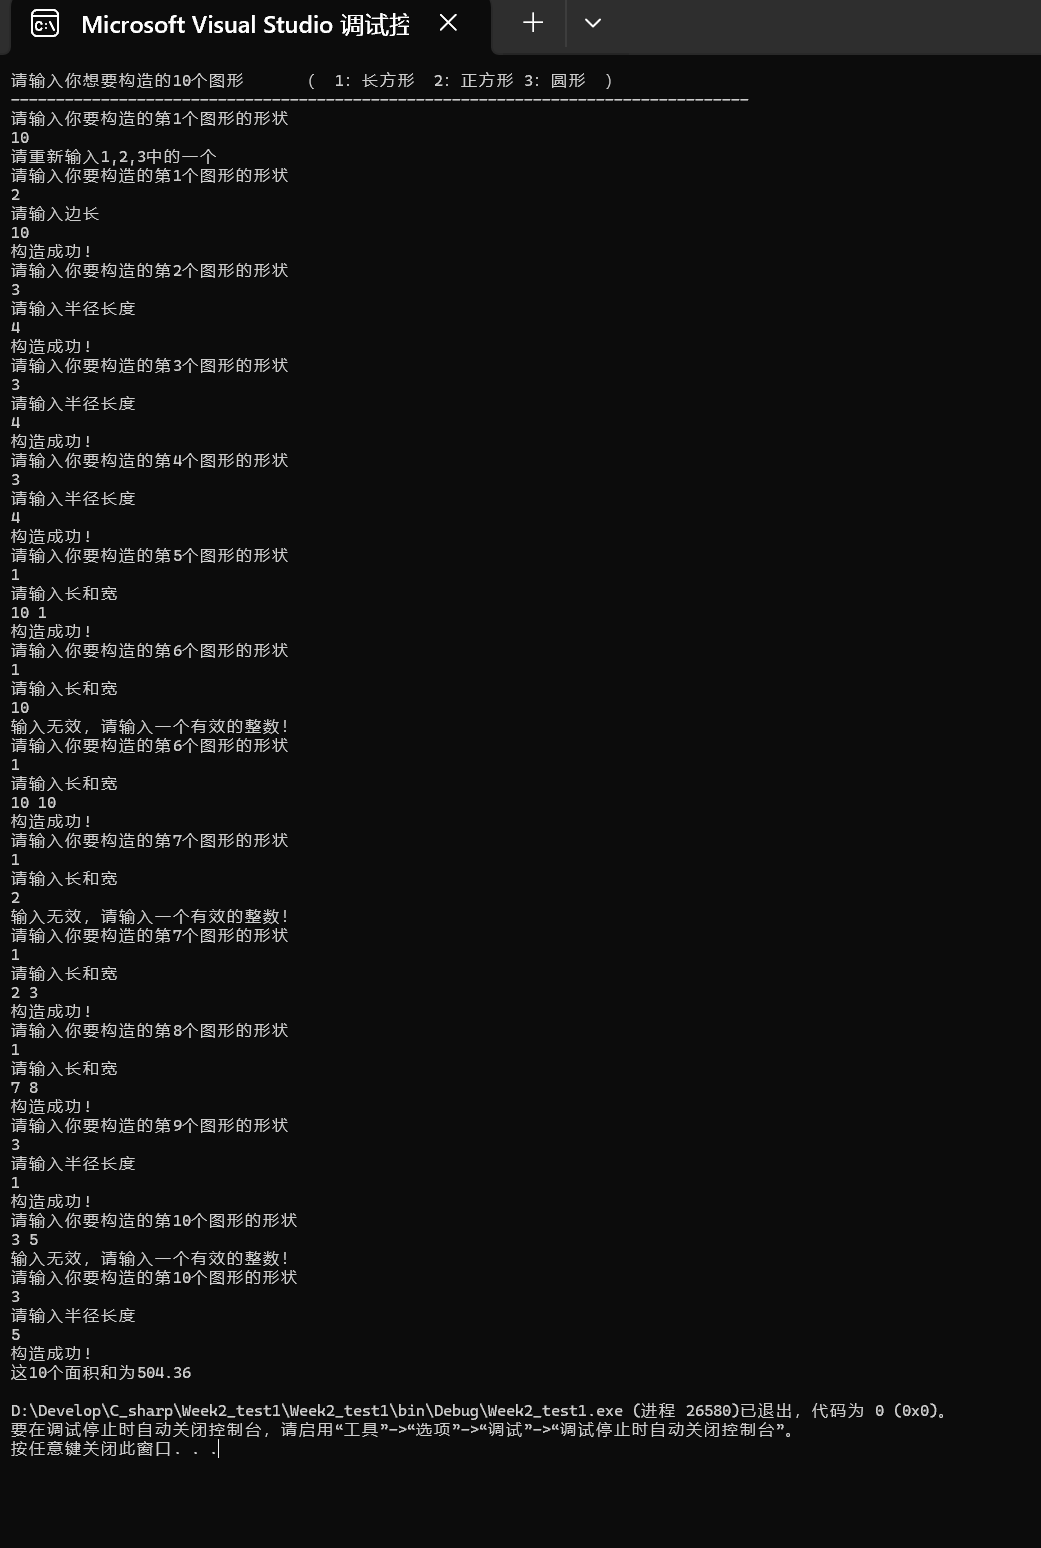 Microsoft Visual Studio 调试控
请输入你想要构造的10个图形 ( 1: 长方形 2: 正方形 3: 圆形 )
----------------------------------------------------------------------------------
请输入你要构造的第1个图形的形状
10
请重新输入1,2,3中的一个
请输入你要构造的第1个图形的形状
2
请输入边长
10
构造成功!
请输入你要构造的第2个图形的形状
3
请输入半径长度
4
构造成功!
请输入你要构造的第3个图形的形状
3
请输入半径长度
4
构造成功!
请输入你要构造的第4个图形的形状
3
请输入半径长度
4
构造成功!
请输入你要构造的第5个图形的形状
1
请输入长和宽
10 1
构造成功!
请输入你要构造的第6个图形的形状
1
请输入长和宽
10
输入无效, 请输入一个有效的整数!
请输入你要构造的第6个图形的形状
1
请输入长和宽
10 10
构造成功!
请输入你要构造的第7个图形的形状
1
请输入长和宽
2
输入无效, 请输入一个有效的整数!
请输入你要构造的第7个图形的形状
1
请输入长和宽
2 3
构造成功!
请输入你要构造的第8个图形的形状
1
请输入长和宽
7 8
构造成功!
请输入你要构造的第9个图形的形状
3
请输入半径长度
1
构造成功!
请输入你要构造的第10个图形的形状
3 5
输入无效, 请输入一个有效的整数!
请输入你要构造的第10个图形的形状
3
请输入半径长度
5
构造成功!
这10个面积和为504.36
D:\Develop\C_sharp\Week2_test1\Week2_test1\bin\Debug\Week2_test1.exe (进程 26580)已退出，代码为 0 (0x0)。
要在调试停止时自动关闭控制台，请启用“工具”->“选项”->“调试”->“调试停止时自动关闭控制台”。
按任意键关闭此窗口. . .